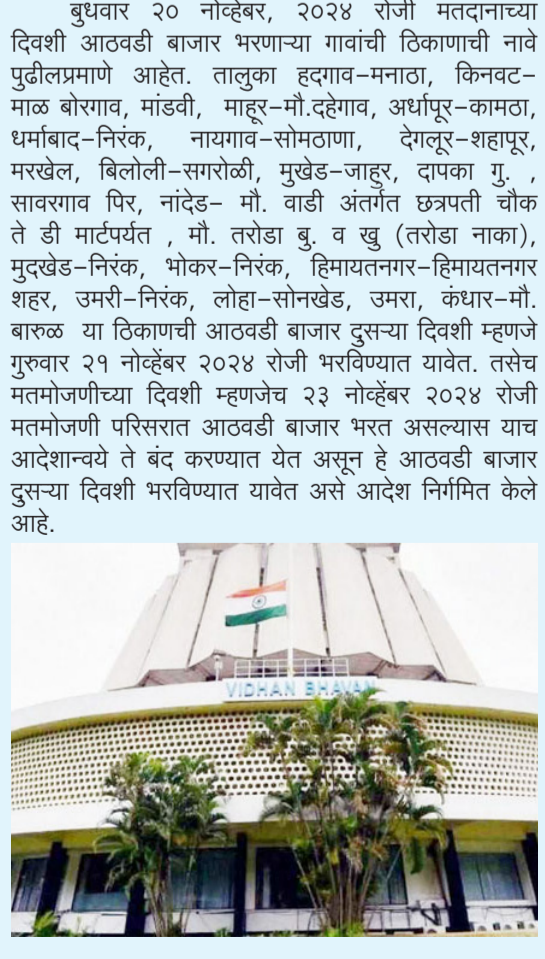 बुधवार २० नोव्हेंबर, २०२४ रोजी मतदानाच्या
दिवशी आठवडी बाजार भरणाऱ्या गावांची ठिकाणाची नावे
पुढीलप्रमाणे आहेत. तालुका हदगाव-मनाठा, किनवट-
माळ बोरगाव, मांडवी, माहूर-मौ.दहेगाव, अर्धापूर-कामठा,
धर्माबाद-निरंक, नायगाव-सोमठाणा, देगलूर-शहापूर,
मरखेल, बिलोली-सगरोळी, मुखेड-जाहुर, दापका गु. ,
सावरगाव पिर, नांदेड- मौ. वाडी अंतर्गत छत्रपती चौक
ते डी मार्टपर्यत , मौ. तरोडा बु. व खु (तरोडा नाका),
मुदखेड-निरंक, भोकर-निरंक, हिमायतनगर-हिमायतनगर
शहर, उमरी-निरंक, लोहा-सोनखेड, उमरा, कंधार-मौ.
बारुळ या ठिकाणची आठवडी बाजार दुसऱ्या दिवशी म्हणजे
गुरुवार २१ नोव्हेंबर २०२४ रोजी भरविण्यात यावेत. तसेच
मतमोजणीच्या दिवशी म्हणजेच २३ नोव्हेंबर २०२४ रोजी
मतमोजणी परिसरात आठवडी बाजार भरत असल्यास याच
आदेशान्वये ते बंद करण्यात येत असून हे आठवडी बाजार
दुसऱ्या दिवशी भरविण्यात यावेत असे आदेश निर्गमित केले
आहे.
VIDHAN BHAVAN